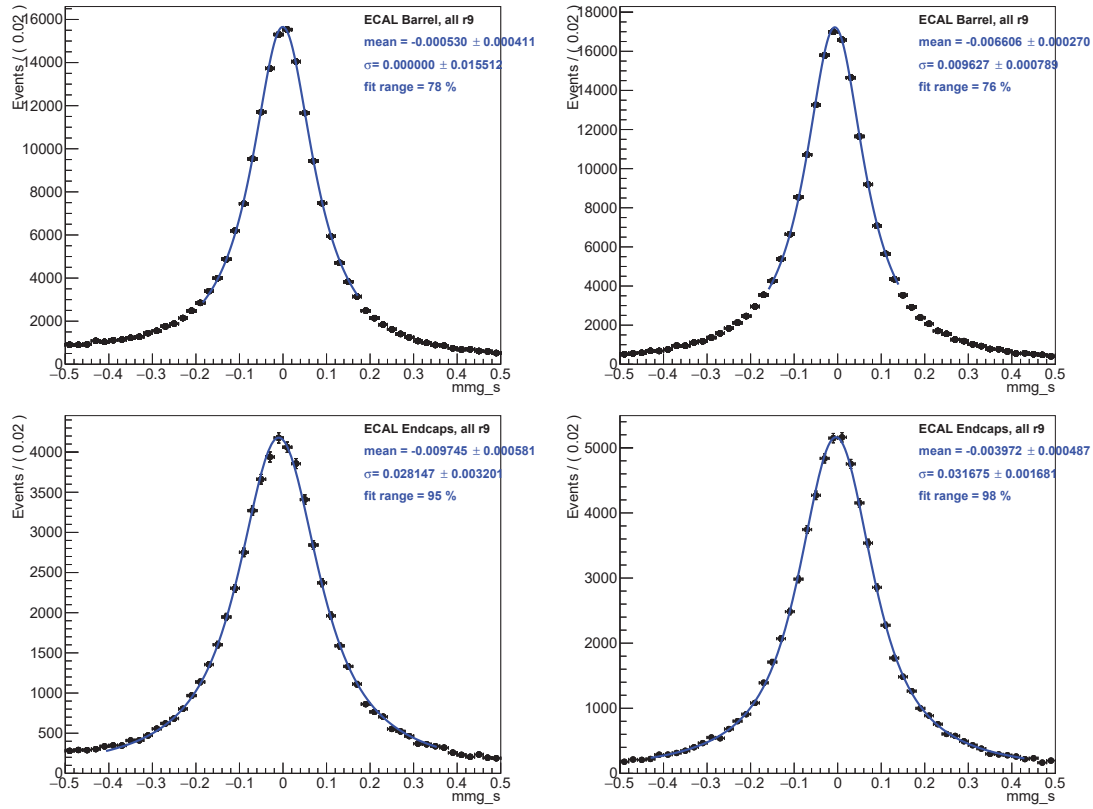 ECAL Barrel, all r9
mean = -0.000530 ± 0.000411
σ= 0.000000 ± 0.015512
fit range = 78 %
Events / ( 0.02 )
16000
14000
12000
10000
8000
6000
4000
2000
0
−0.5 −0.4 −0.3 −0.2 −0.1 0 0.1 0.2 0.3 0.4 0.5
mmg_s
ECAL Barrel, all r9
mean = -0.006606 ± 0.000270
σ= 0.009627 ± 0.000789
fit range = 76 %
Events / ( 0.02 )
18000
16000
14000
12000
10000
8000
6000
4000
2000
0
−0.5 −0.4 −0.3 −0.2 −0.1 0 0.1 0.2 0.3 0.4 0.5
mmg_s
ECAL Endcaps, all r9
mean = -0.009745 ± 0.000581
σ= 0.028147 ± 0.003201
fit range = 95 %
Events / ( 0.02 )
4000
3500
3000
2500
2000
1500
1000
500
0
−0.5 −0.4 −0.3 −0.2 −0.1 0 0.1 0.2 0.3 0.4 0.5
mmg_s
ECAL Endcaps, all r9
mean = -0.003972 ± 0.000487
σ= 0.031675 ± 0.001681
fit range = 98 %
Events / ( 0.02 )
5000
4000
3000
2000
1000
0
−0.5 −0.4 −0.3 −0.2 −0.1 0 0.1 0.2 0.3 0.4 0.5
mmg_s